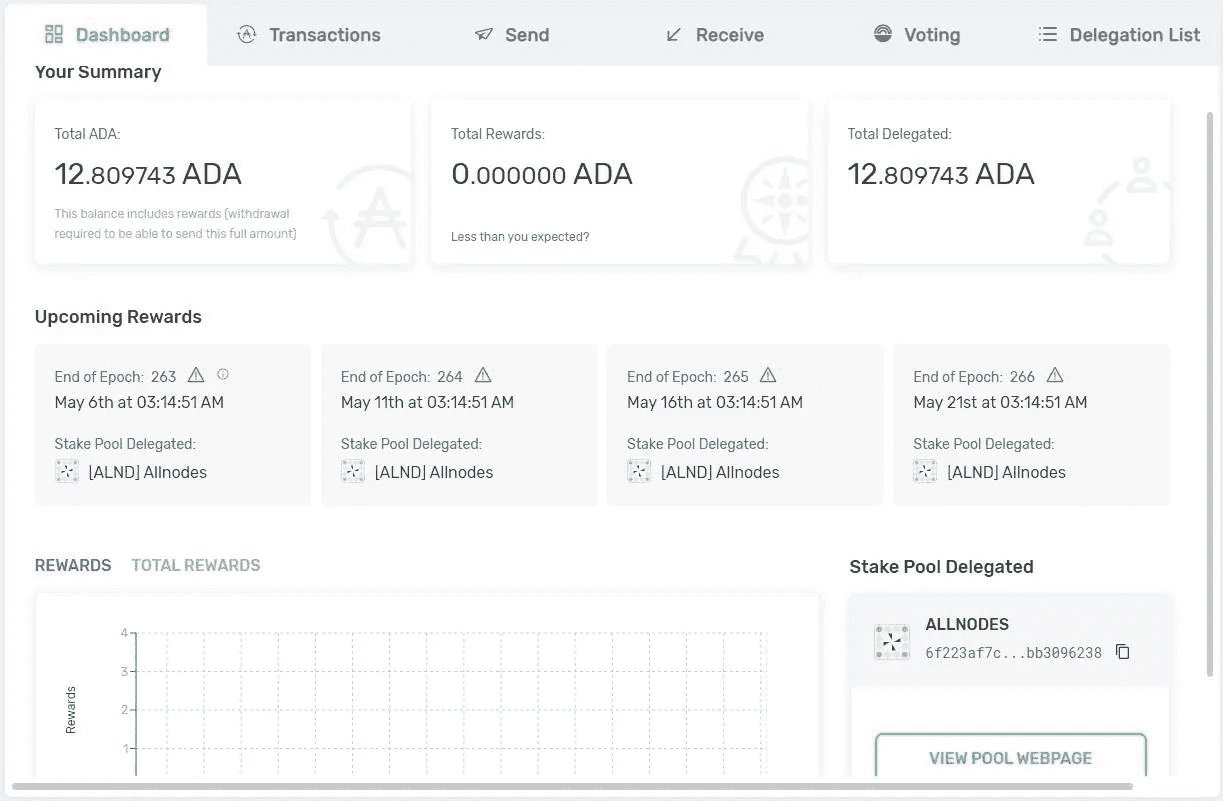 Dashboard
Transactions
Send
Receive
Voting
Delegation List
Your Summary
Total ADA:
12.809743 ADA
This balance includes rewards (withdrawal
required to be able to send this full amount)
Total Rewards:
0.000000 ADA
Less than you expected?
Total Delegated:
12.809743 ADA
Upcoming Rewards
End of Epoch: 263
May 6th at 03:14:51 AM
Stake Pool Delegated:
[ALND] Allnodes
End of Epoch: 264
May 11th at 03:14:51 AM
Stake Pool Delegated:
[ALND] Allnodes
End of Epoch: 265
May 16th at 03:14:51 AM
Stake Pool Delegated:
[ALND] Allnodes
End of Epoch: 266
May 21st at 03:14:51 AM
Stake Pool Delegated:
[ALND] Allnodes
REWARDS
TOTAL REWARDS
Rewards
4
3
2
1
Stake Pool Delegated
ALLNODES
6f223af7c...bb3096238
VIEW POOL WEBPAGE